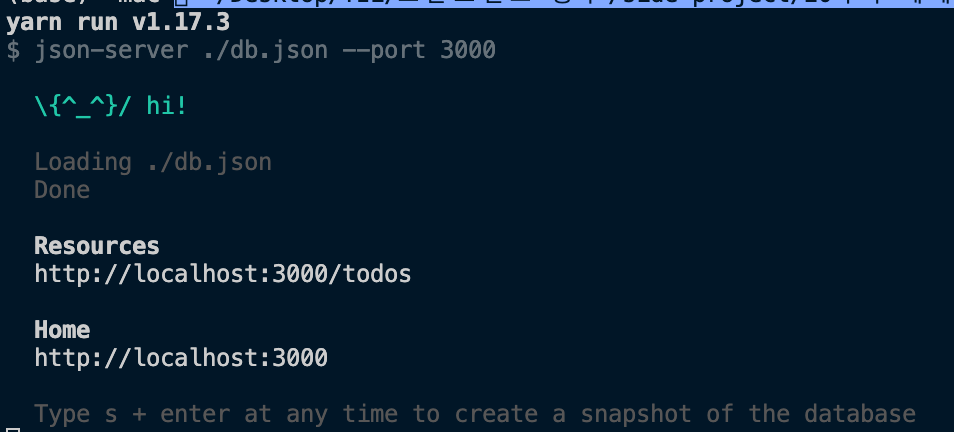 yarn run v1.17.3
$ json-server ./db.json --port 3000
\{^_^}/ hi!
Loading ./db.json
Done
Resources
http://localhost:3000/todos
Home
http://localhost:3000
Type s + enter at any time to create a snapshot of the database